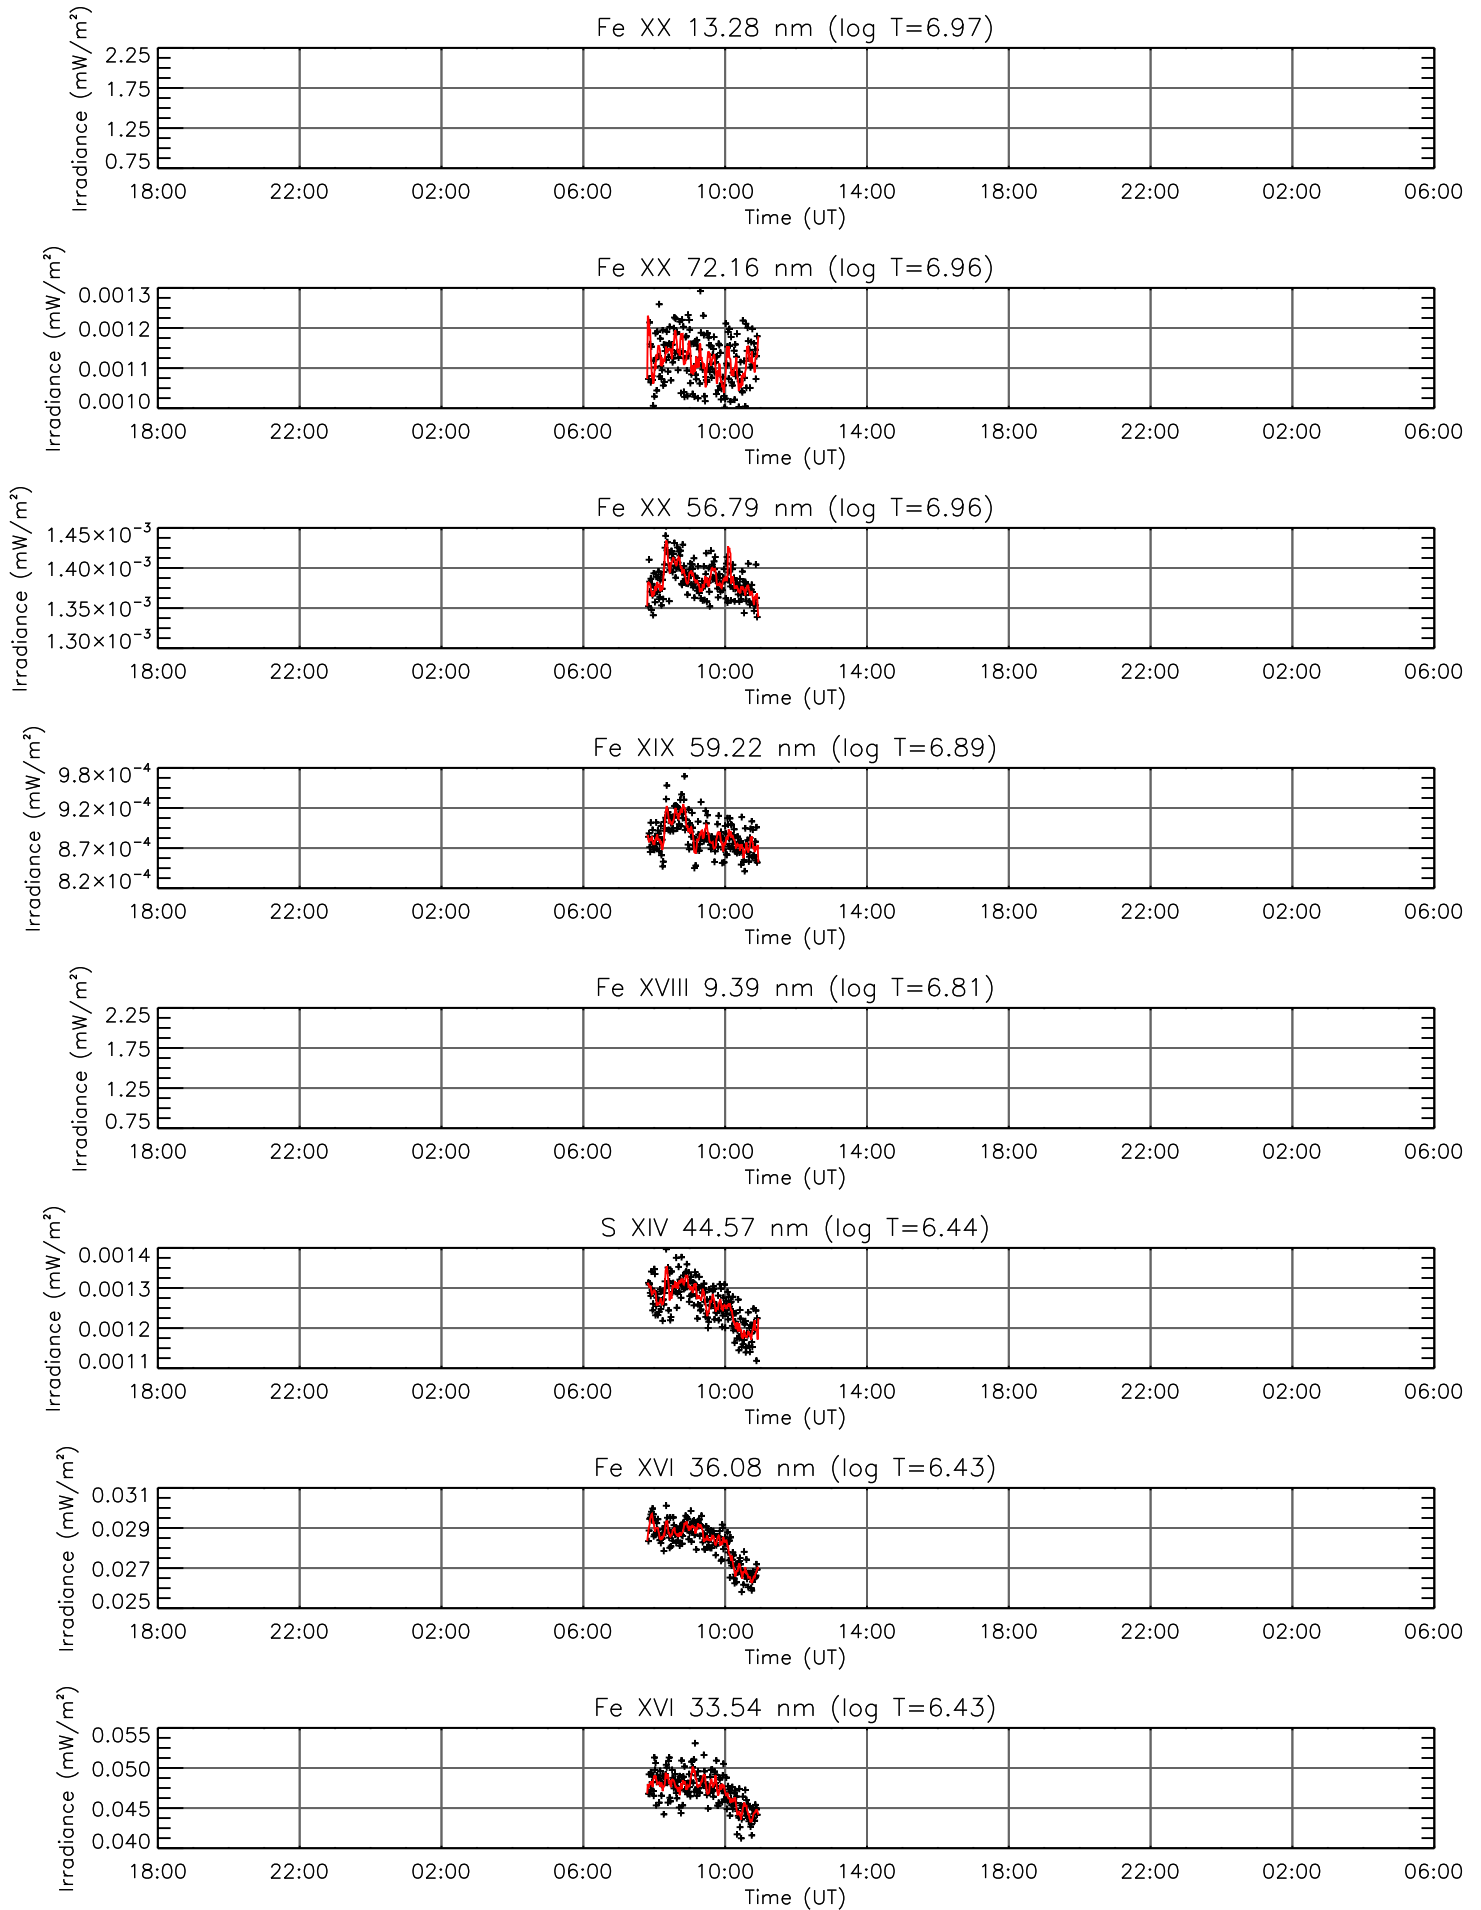 Fe XX 13.28 nm (log T=6.97)
Irradiance (mW/m²)
2.25
1.75
1.25
0.75
18:00 22:00 02:00 06:00 10:00 14:00 18:00 22:00 02:00 06:00
Time (UT)
Fe XX 72.16 nm (log T=6.96)
Irradiance (mW/m²)
0.0013
0.0012
0.0011
0.0010
18:00 22:00 02:00 06:00 10:00 14:00 18:00 22:00 02:00 06:00
Time (UT)
Fe XX 56.79 nm (log T=6.96)
Irradiance (mW/m²)
1.45×10⁻³
1.40×10⁻³
1.35×10⁻³
1.30×10⁻³
18:00 22:00 02:00 06:00 10:00 14:00 18:00 22:00 02:00 06:00
Time (UT)
Fe XIX 59.22 nm (log T=6.89)
Irradiance (mW/m²)
9.8×10⁻⁴
9.2×10⁻⁴
8.7×10⁻⁴
8.2×10⁻⁴
18:00 22:00 02:00 06:00 10:00 14:00 18:00 22:00 02:00 06:00
Time (UT)
Fe XVIII 9.39 nm (log T=6.81)
Irradiance (mW/m²)
2.25
1.75
1.25
0.75
18:00 22:00 02:00 06:00 10:00 14:00 18:00 22:00 02:00 06:00
Time (UT)
S XIV 44.57 nm (log T=6.44)
Irradiance (mW/m²)
0.0014
0.0013
0.0012
0.0011
18:00 22:00 02:00 06:00 10:00 14:00 18:00 22:00 02:00 06:00
Time (UT)
Fe XVI 36.08 nm (log T=6.43)
Irradiance (mW/m²)
0.031
0.029
0.027
0.025
18:00 22:00 02:00 06:00 10:00 14:00 18:00 22:00 02:00 06:00
Time (UT)
Fe XVI 33.54 nm (log T=6.43)
Irradiance (mW/m²)
0.055
0.050
0.045
0.040
18:00 22:00 02:00 06:00 10:00 14:00 18:00 22:00 02:00 06:00
Time (UT)